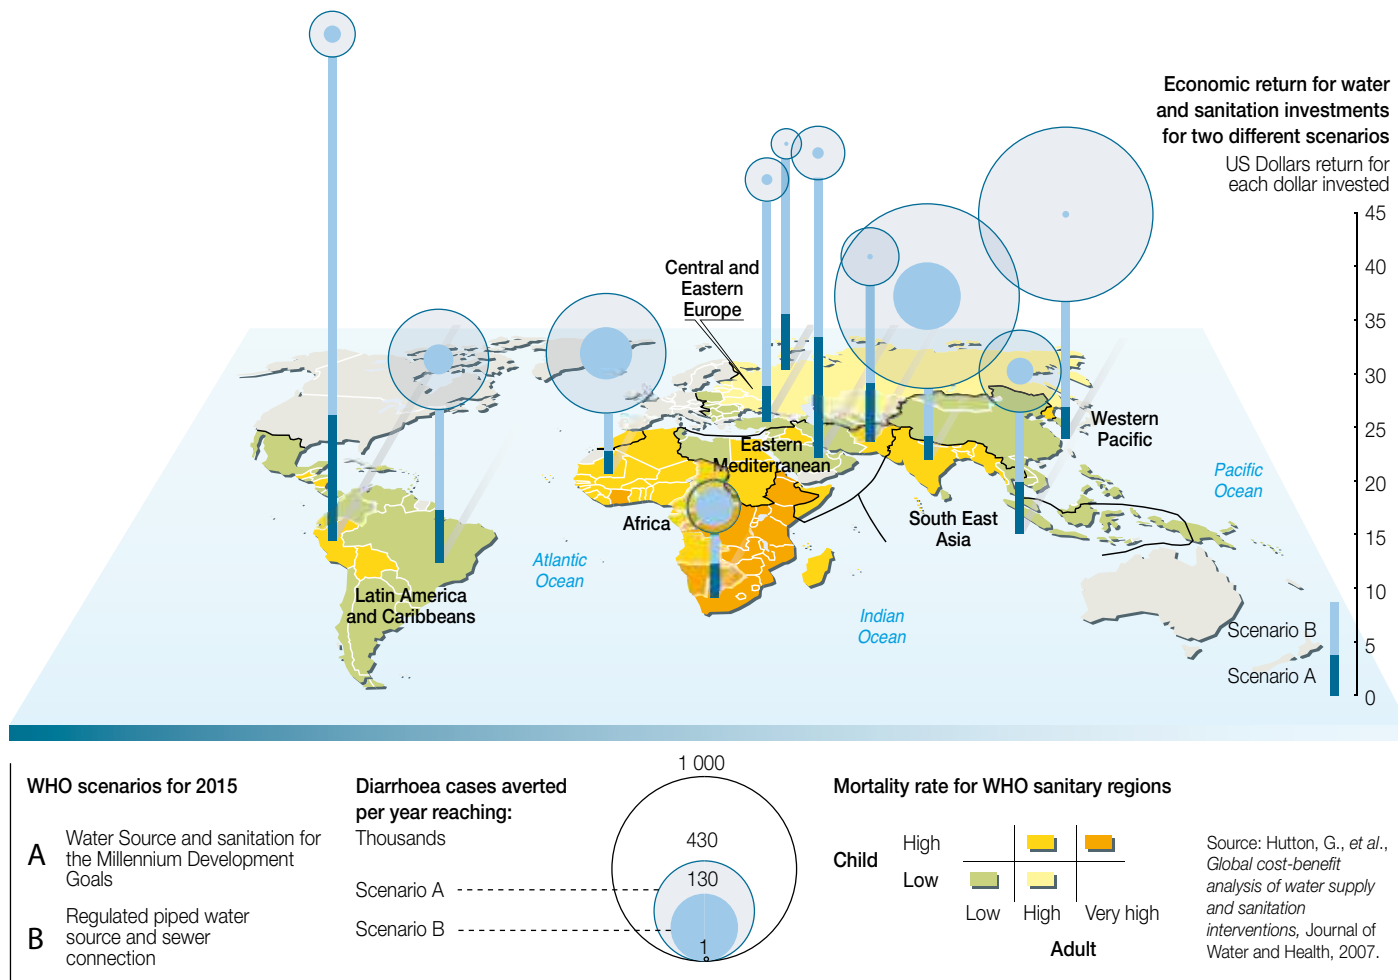 Economic return for water
and sanitation investments
for two different scenarios
US Dollars return for
each dollar invested
45
40
35
30
25
20
15
10
5
0
Scenario B
Scenario A
Central and
Eastern
Europe
Western
Pacific
Eastern
Mediterranean
Pacific
Ocean
Africa
South East
Asia
Atlantic
Ocean
Latin America
and Caribbeans
Indian
Ocean
WHO scenarios for 2015
A
Water Source and sanitation for
the Millennium Development
Goals
B
Regulated piped water
source and sewer
connection
Diarrhoea cases averted
per year reaching:
Thousands
Scenario A
Scenario B
1 000
430
130
1
Mortality rate for WHO sanitary regions
Child
High
Low
Low High Very high
Adult
Source: Hutton, G., et al.,
Global cost-benefit
analysis of water supply
and sanitation
interventions, Journal of
Water and Health, 2007.